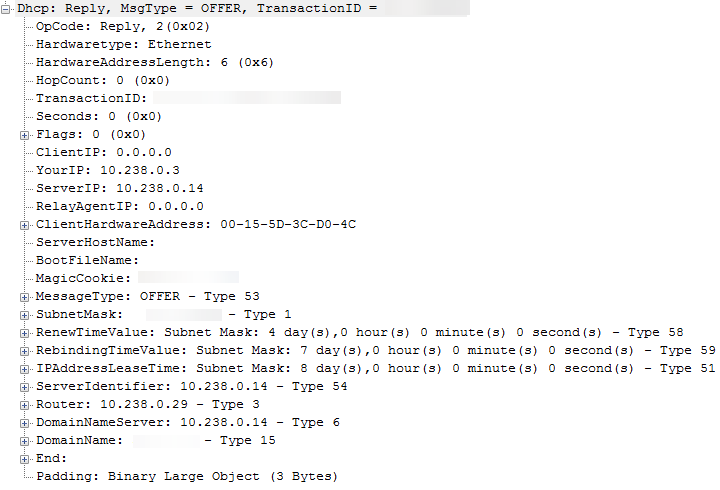 Dhcp: Reply, MsgType = OFFER, TransactionID =
OpCode: Reply, 2(0x02)
Hardwaretype: Ethernet
HardwareAddressLength: 6 (0x6)
HopCount: 0 (0x0)
TransactionID:
Seconds: 0 (0x0)
Flags: 0 (0x0)
ClientIP: 0.0.0.0
YourIP: 10.238.0.3
ServerIP: 10.238.0.14
RelayAgentIP: 0.0.0.0
ClientHardwareAddress: 00-15-5D-3C-D0-4C
ServerHostName:
BootFileName:
MagicCookie:
MessageType: OFFER - Type 53
SubnetMask: - Type 1
RenewTimeValue: Subnet Mask: 4 day(s),0 hour(s) 0 minute(s) 0 second(s) - Type 58
RebindingTimeValue: Subnet Mask: 7 day(s),0 hour(s) 0 minute(s) 0 second(s) - Type 59
IPAddressLeaseTime: Subnet Mask: 8 day(s),0 hour(s) 0 minute(s) 0 second(s) - Type 51
ServerIdentifier: 10.238.0.14 - Type 54
Router: 10.238.0.29 - Type 3
DomainNameServer: 10.238.0.14 - Type 6
DomainName: - Type 15
End:
Padding: Binary Large Object (3 Bytes)